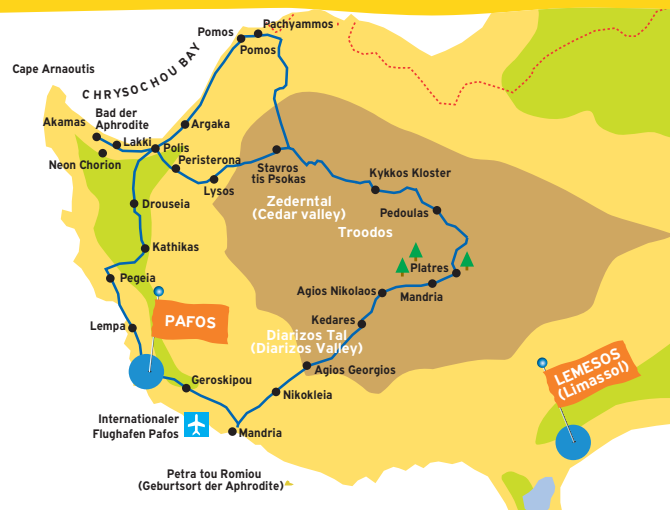 Pachyammos
Pomos
Pomos
CHRYSOCHOU BAY
Cape Arnaoutis
Akamas
Bad der
Aphrodite
Argaka
Lakki
Polis
Neon Chorion
Peristerona
Lysos
Stavros
tis Psokas
Kykkos Kloster
Zederntal
(Cedar valley)
Drouseia
Pedoulas
Troodos
Kathikas
Platres
Pegeia
Agios Nikolaos
Mandria
PAFOS
Lempa
Kedares
Diarizos Tal
(Diarizos Valley)
Agios Georgios
LEMESOS
(Limassol)
Geroskipou
Nikokleia
Internationaler
Flughafen Pafos
Mandria
Petra tou Romiou
(Geburtsort der Aphrodite)